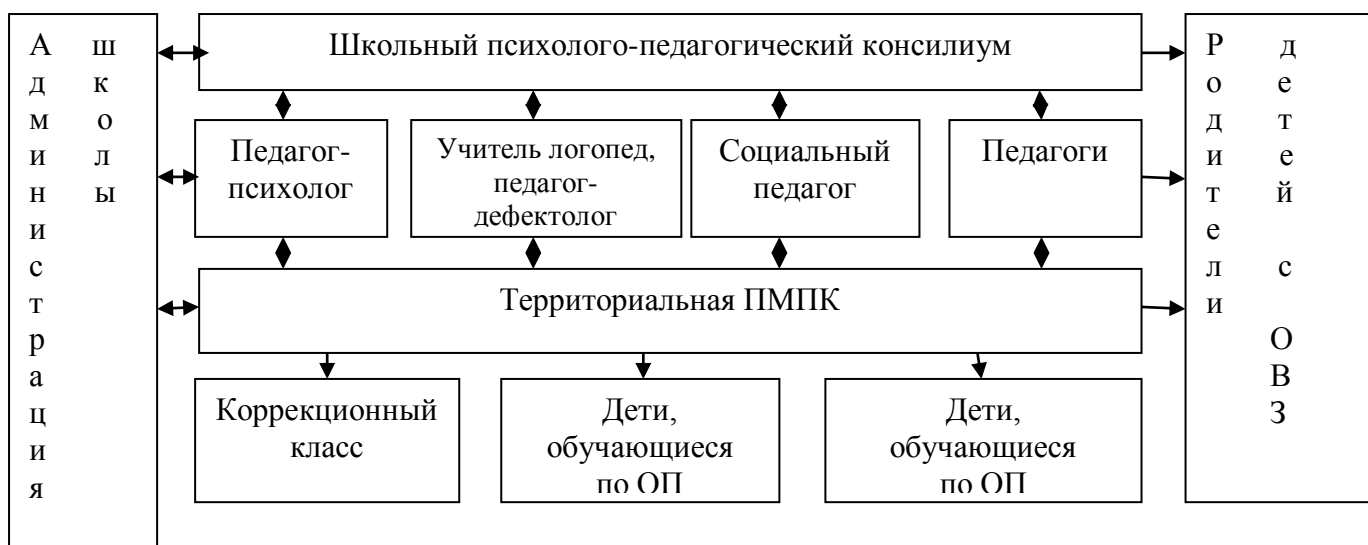 Администрация школы
Школьный психолого-педагогический консилиум
Родители детей с ОВЗ
Педагог-
психолог
Учитель логопед,
педагог-
дефектолог
Социальный
педагог
Педагоги
Территориальная ПМПК
Коррекционный
класс
Дети,
обучающиеся
по ОП
Дети,
обучающиеся
по ОП